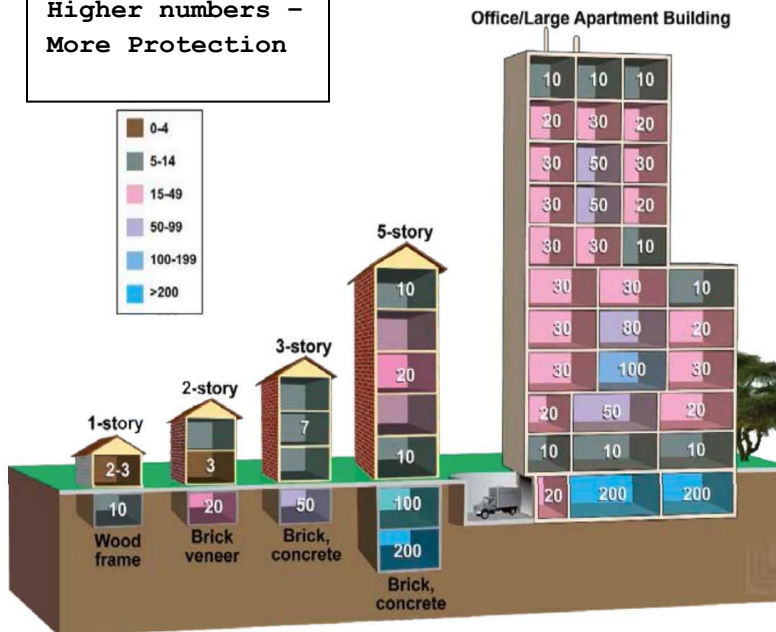 Higher numbers –
More Protection
Office/Large Apartment Building
0-4
5-14
15-49
50-99
100-199
>200
1-story
2-story
3-story
5-story
2-3
10
Wood
frame
3
20
Brick
veneer
7
50
Brick,
concrete
10
20
10
100
200
Brick,
concrete
10 10 10
20 30 20
30 50 30
30 50 20
30 30 10
30 30 10
30 80 20
30 100 30
20 50 20
10 10 10
20 200 200